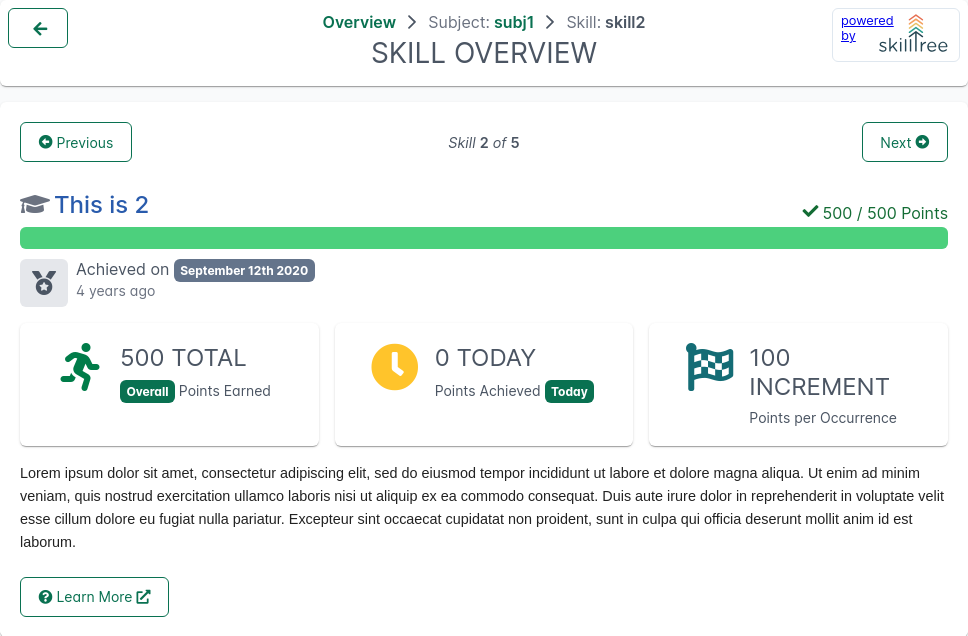 Overview > Subject: subj1 > Skill: skill2
SKILL OVERVIEW
powered
by
skilltree
Previous
Skill 2 of 5
Next
This is 2
500 / 500 Points
Achieved on September 12th 2020
4 years ago
500 TOTAL
Overall Points Earned
0 TODAY
Points Achieved Today
100
INCREMENT
Points per Occurrence
Lorem ipsum dolor sit amet, consectetur adipiscing elit, sed do eiusmod tempor incididunt ut labore et dolore magna aliqua. Ut enim ad minim
veniam, quis nostrud exercitation ullamco laboris nisi ut aliquip ex ea commodo consequat. Duis aute irure dolor in reprehenderit in voluptate velit
esse cillum dolore eu fugiat nulla pariatur. Excepteur sint occaecat cupidatat non proident, sunt in culpa qui officia deserunt mollit anim id est
laborum.
Learn More